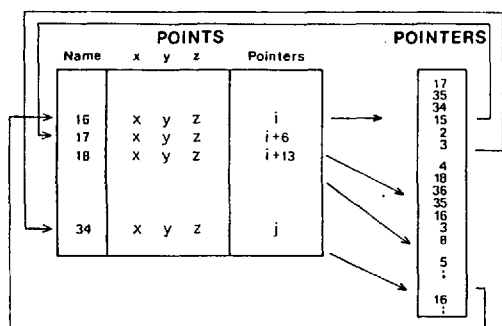 POINTS
POINTERS
Name x y z Pointers
16 x y z i
17 x y z i+6
18 x y z i+13
34 x y z j
17
35
34
15
2
3
4
18
36
35
16
3
8
5
:
16
: